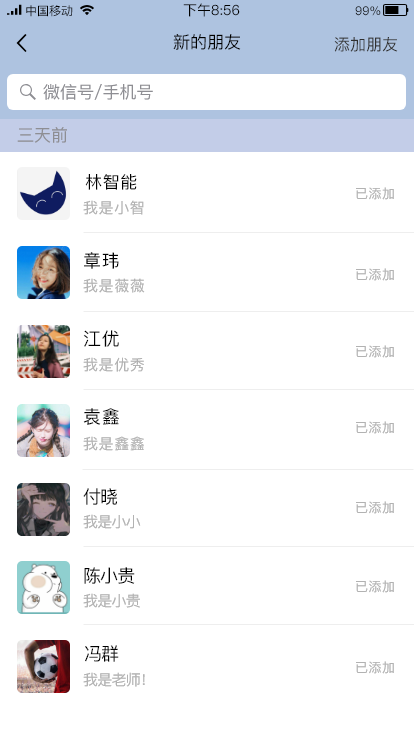 中国移动 下午8:56 99%
新的朋友 添加朋友
微信号/手机号
三天前
林智能
我是小智
已添加
章玮
我是薇薇
已添加
江优
我是优秀
已添加
袁鑫
我是鑫鑫
已添加
付晓
我是小小
已添加
陈小贵
我是小贵
已添加
冯群
我是老师!
已添加